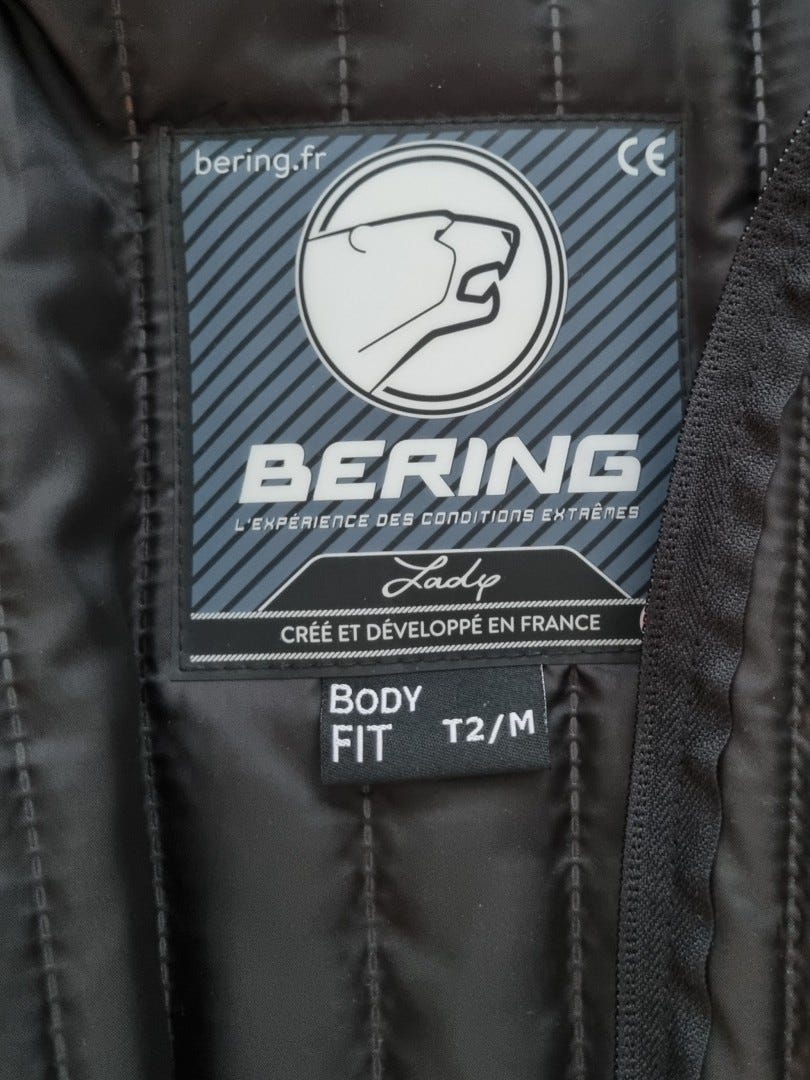 bering.fr
CE
BERING
L'EXPÉRIENCE DES CONDITIONS EXTRÊMES
Lady
CRÉÉ ET DÉVELOPPÉ EN FRANCE
BODY
FIT
T2/M